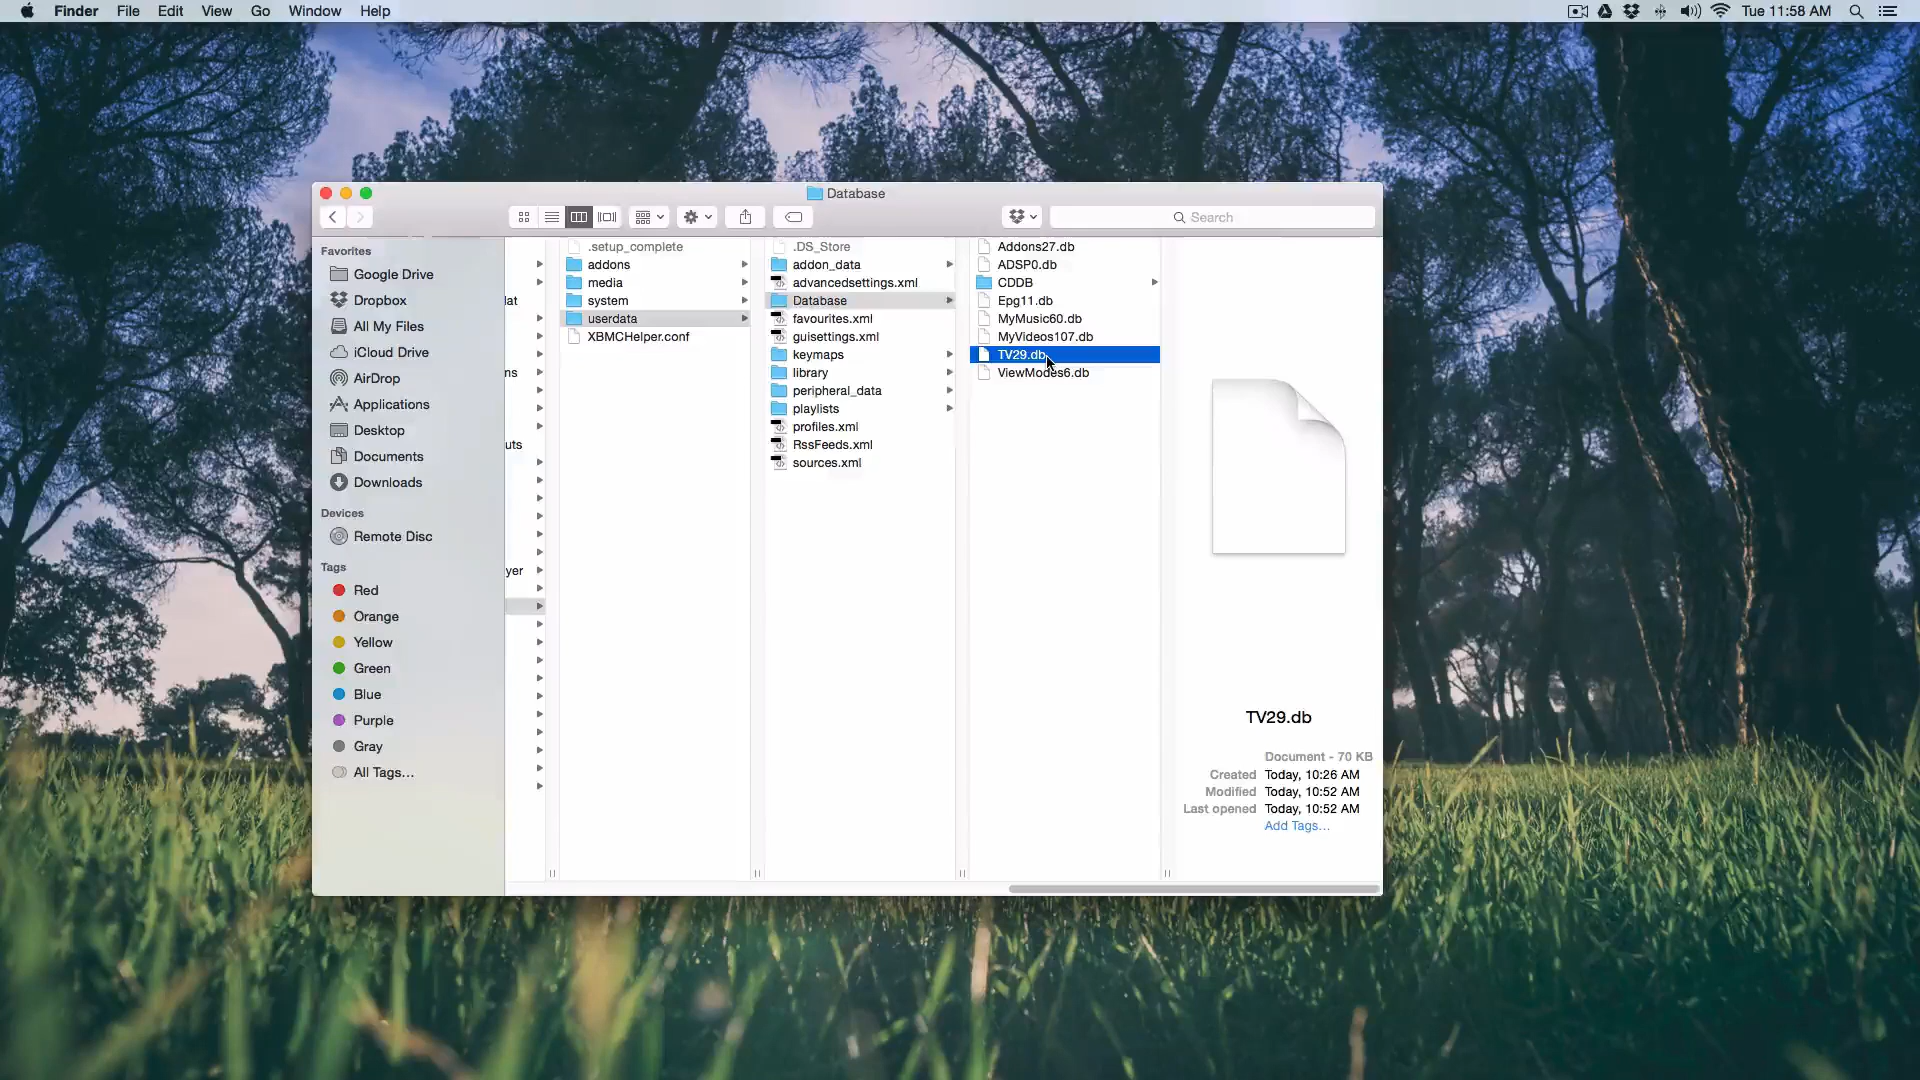 Finder File Edit View Go Window Help
Tue 11:58 AM
Database
Search
Favorites
Google Drive
Dropbox
All My Files
iCloud Drive
AirDrop
Applications
Desktop
Documents
Downloads
Devices
Remote Disc
Tags
Red
Orange
Yellow
Green
Blue
Purple
Gray
All Tags...
lat
ns
uts
yer
.setup_complete
addons
media
system
userdata
XBMCHelper.conf
.DS_Store
addon_data
advancedsettings.xml
Database
favourites.xml
guisettings.xml
keymaps
library
peripheral_data
playlists
profiles.xml
RssFeeds.xml
sources.xml
Addons27.db
ADSP0.db
CDDB
Epg11.db
MyMusic60.db
MyVideos107.db
TV29.db
ViewModes6.db
TV29.db
Document - 70 KB
Created Today, 10:26 AM
Modified Today, 10:52 AM
Last opened Today, 10:52 AM
Add Tags...